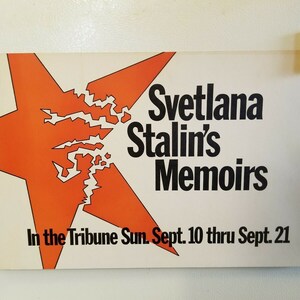 Svetlana
Stalin's
Memoirs
In the Tribune Sun. Sept. 10 thru Sept. 21